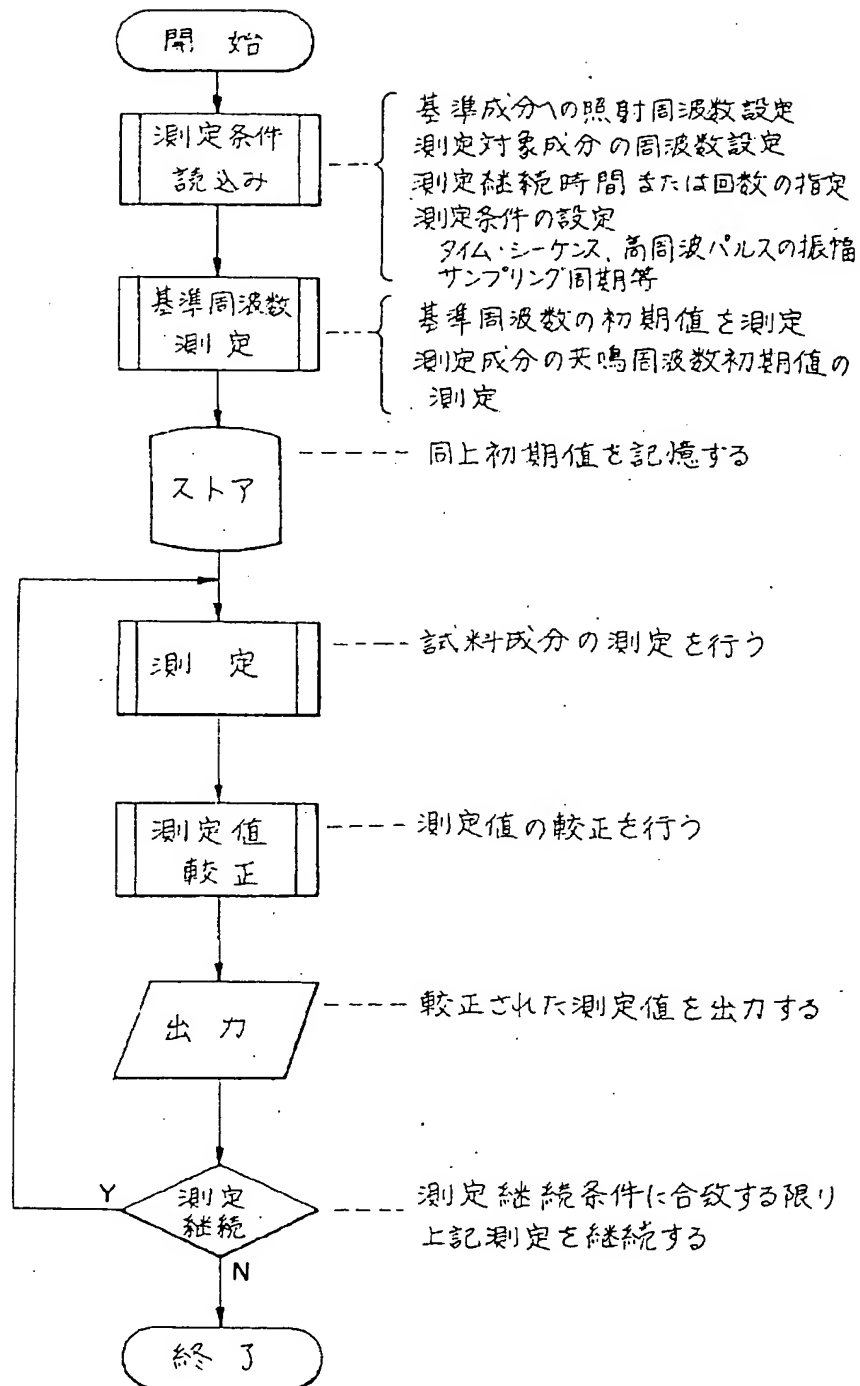 開始
測定条件
読込み
基準成分への照射周波数設定
測定対象成分の周波数設定
測定継続時間または回数の指定
測定条件の設定
タイム・シーケンス、高周波パルスの振幅
サンプリング周期等
基準周波数
測定
基準周波数の初期値を測定
測定成分の共鳴周波数初期値の
測定
ストア
同上初期値を記憶する
測定
試料成分の測定を行う
測定値
較正
測定値の較正を行う
出力
較正された測定値を出力する
Y
測定
継続
測定継続条件に合致する限り
上記測定を継続する
N
終了